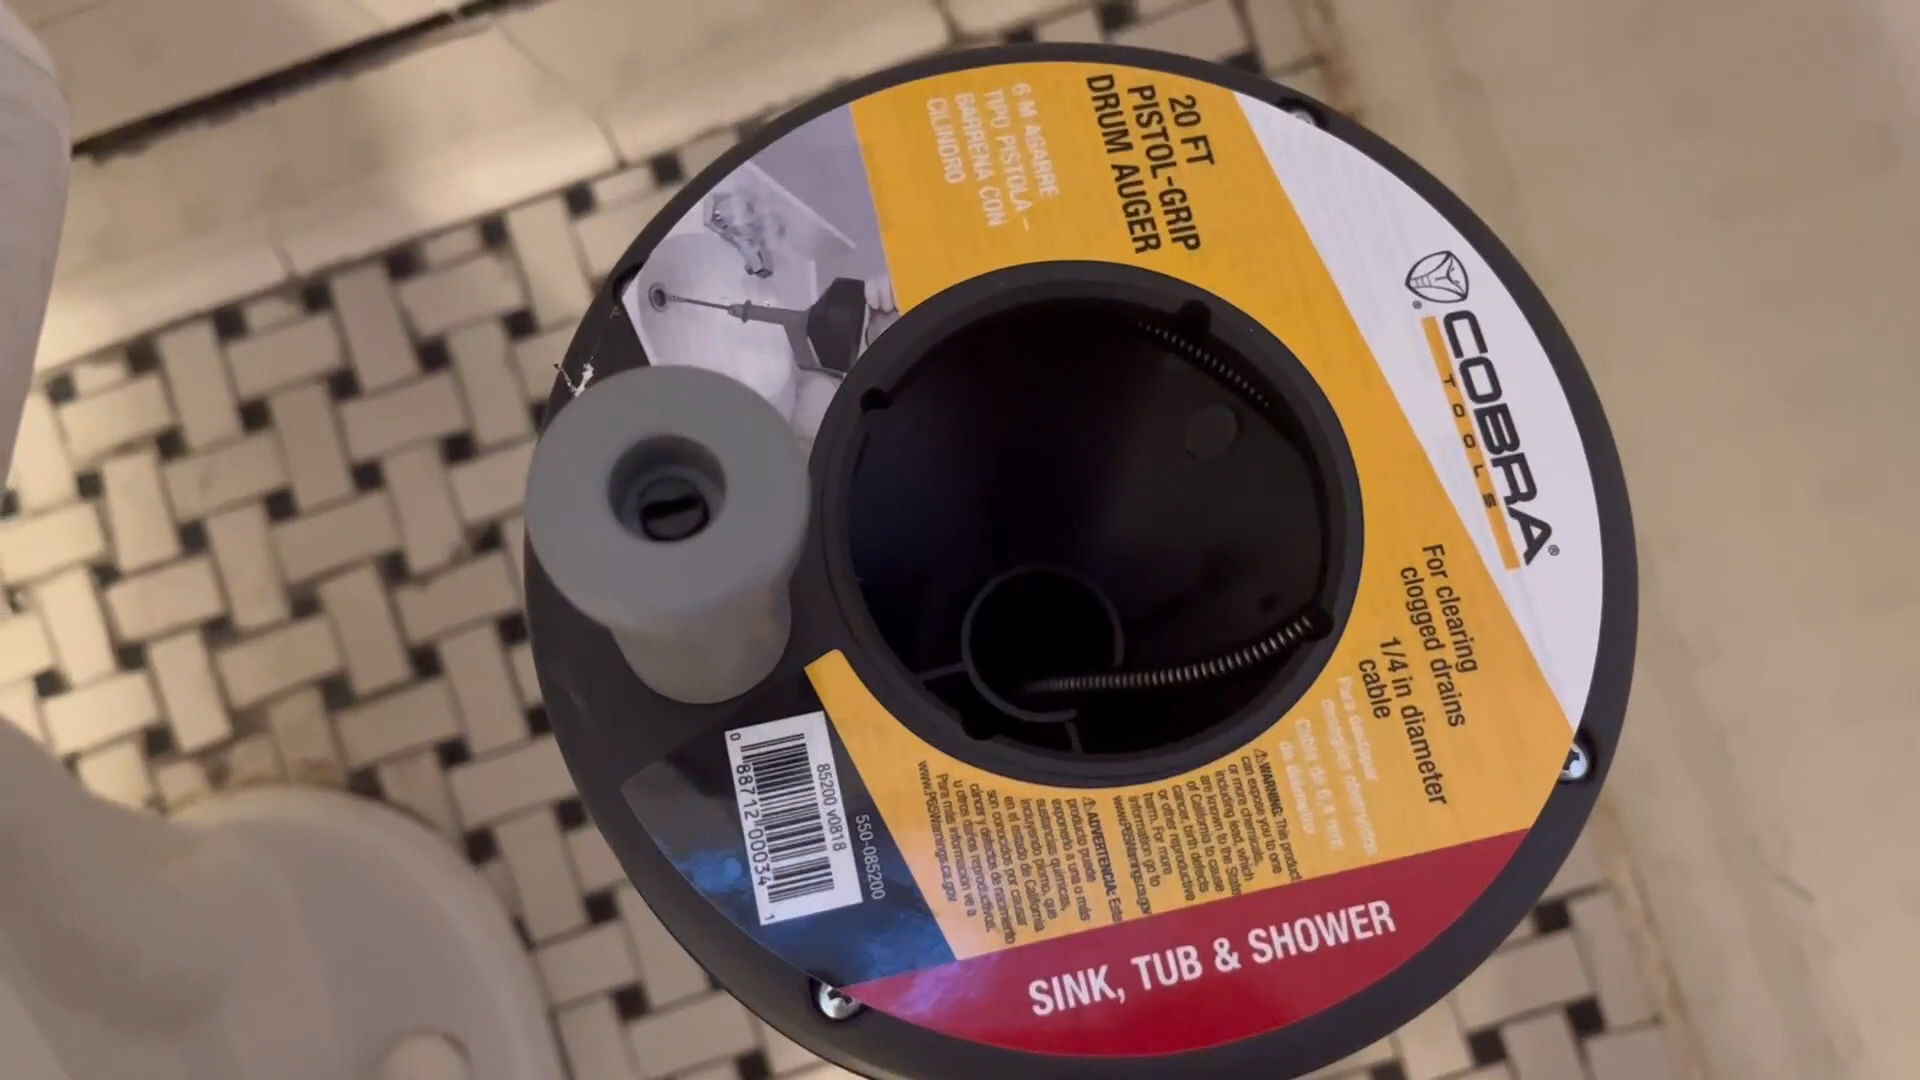 20 FT
PISTOL-GRIP
DRUM AUGER
6-M AGARRE
TIPO PISTOLA –
BARRENA CON
CILINDRO
COBRA®
TOOLS
®
For clearing
clogged drains
1/4 in diameter
cable
Para despejar
desagües obstruidos
Cable de 6,4 mm
de diámetro
⚠WARNING: This product
can expose you to one
or more chemicals,
including lead, which
are known to the State
of California to cause
cancer, birth defects
or other reproductive
harm. For more
information go to
www.P65Warnings.ca.gov
⚠ADVERTENCIA: Este
producto puede
exponerlo a una o más
sustancias químicas,
incluyendo plomo, que
en el estado de California
son conocidos por causar
cáncer y defectos de nacimiento
u otros daños reproductivos.
Para más información ve a
www.P65Warnings.ca.gov
550-085200
85200 v0818
0 88712 00034 1
SINK, TUB & SHOWER